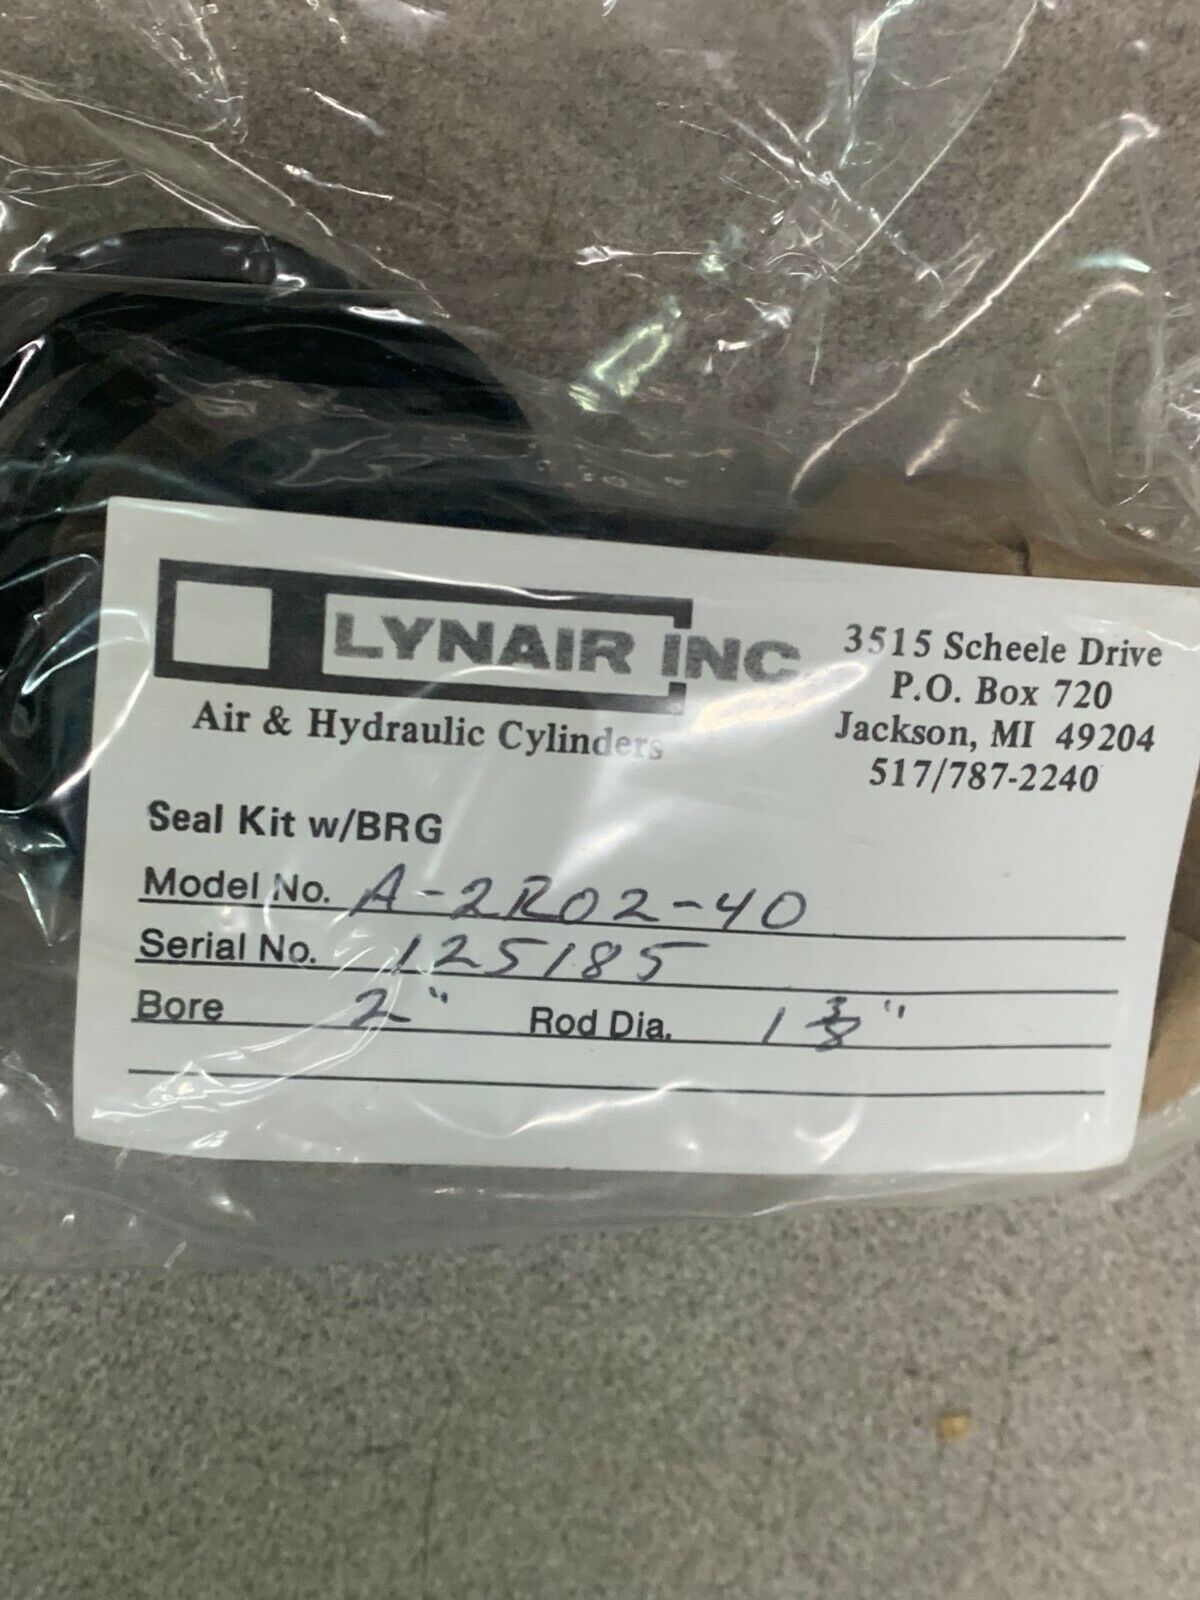 LYNAIR INC.
Air & Hydraulic Cylinders
3515 Scheele Drive
P.O. Box 720
Jackson, MI 49204
517/787-2240
Seal Kit w/BRG
Model No. A-2R02-40
Serial No. 125185
Bore 2" Rod Dia. 1 3/8"